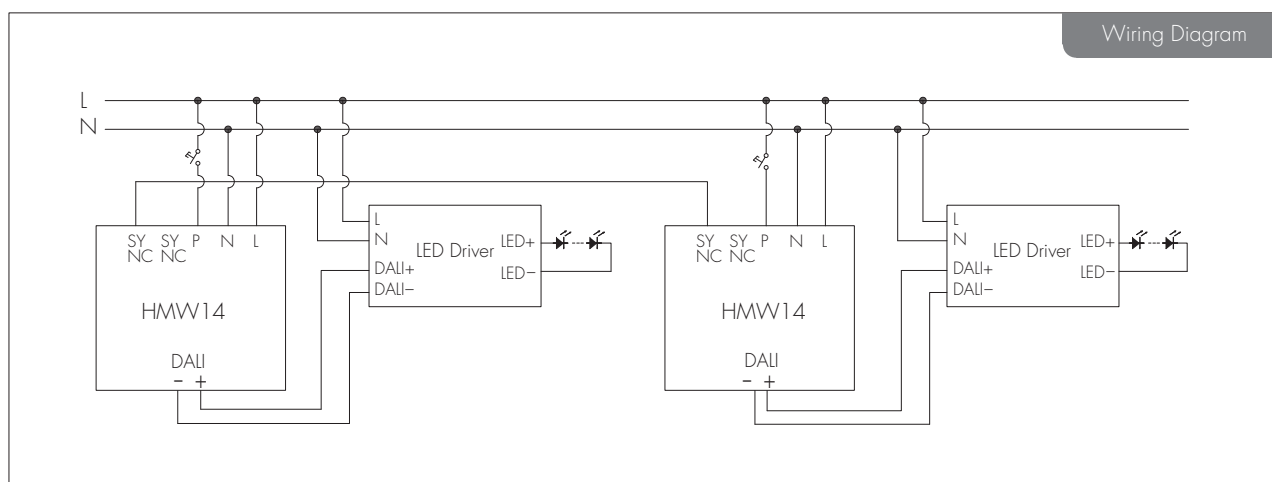 Wiring Diagram
L
N
SY NC
SY NC
P
N
L
HMW14
DALI
− +
L
N
DALI+
DALI−
LED Driver
LED+
LED−
SY NC
SY NC
P
N
L
HMW14
DALI
− +
L
N
DALI+
DALI−
LED Driver
LED+
LED−